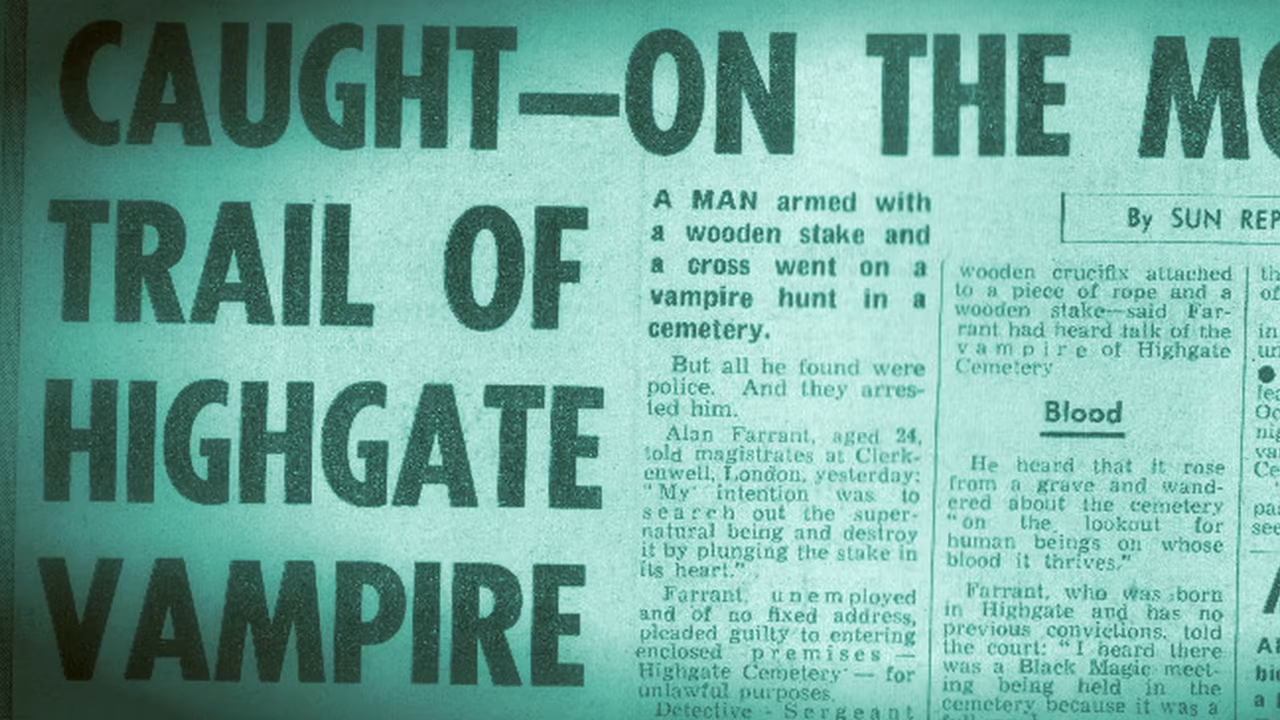 CAUGHT—ON THE MO
TRAIL OF
HIGHGATE
VAMPIRE
A MAN armed with
a wooden stake and
a cross went on a
vampire hunt in a
cemetery.
But all he found were
police. And they arres-
ted him.
Alan Farrant, aged 24,
told magistrates at Clerk-
enwell, London, yesterday:
"My intention was to
search out the super-
natural being and destroy
it by plunging the stake in
its heart."
Farrant, unemployed
and of no fixed address,
pleaded guilty to entering
enclosed premises —
Highgate Cemetery — for
unlawful purposes.
Detective - Sergeant
By SUN REP
wooden crucifix attached
to a piece of rope and a
wooden stake—said Far-
rant had heard talk of the
vampire of Highgate
Cemetery
Blood
He heard that it rose
from a grave and wand-
ered about the cemetery
"on the lookout for
human beings on whose
blood it thrives."
Farrant, who was born
in Highgate and has no
previous convictions, told
the court: "I heard there
was a Black Magic meet-
ing being held in the
cemetery because it was a